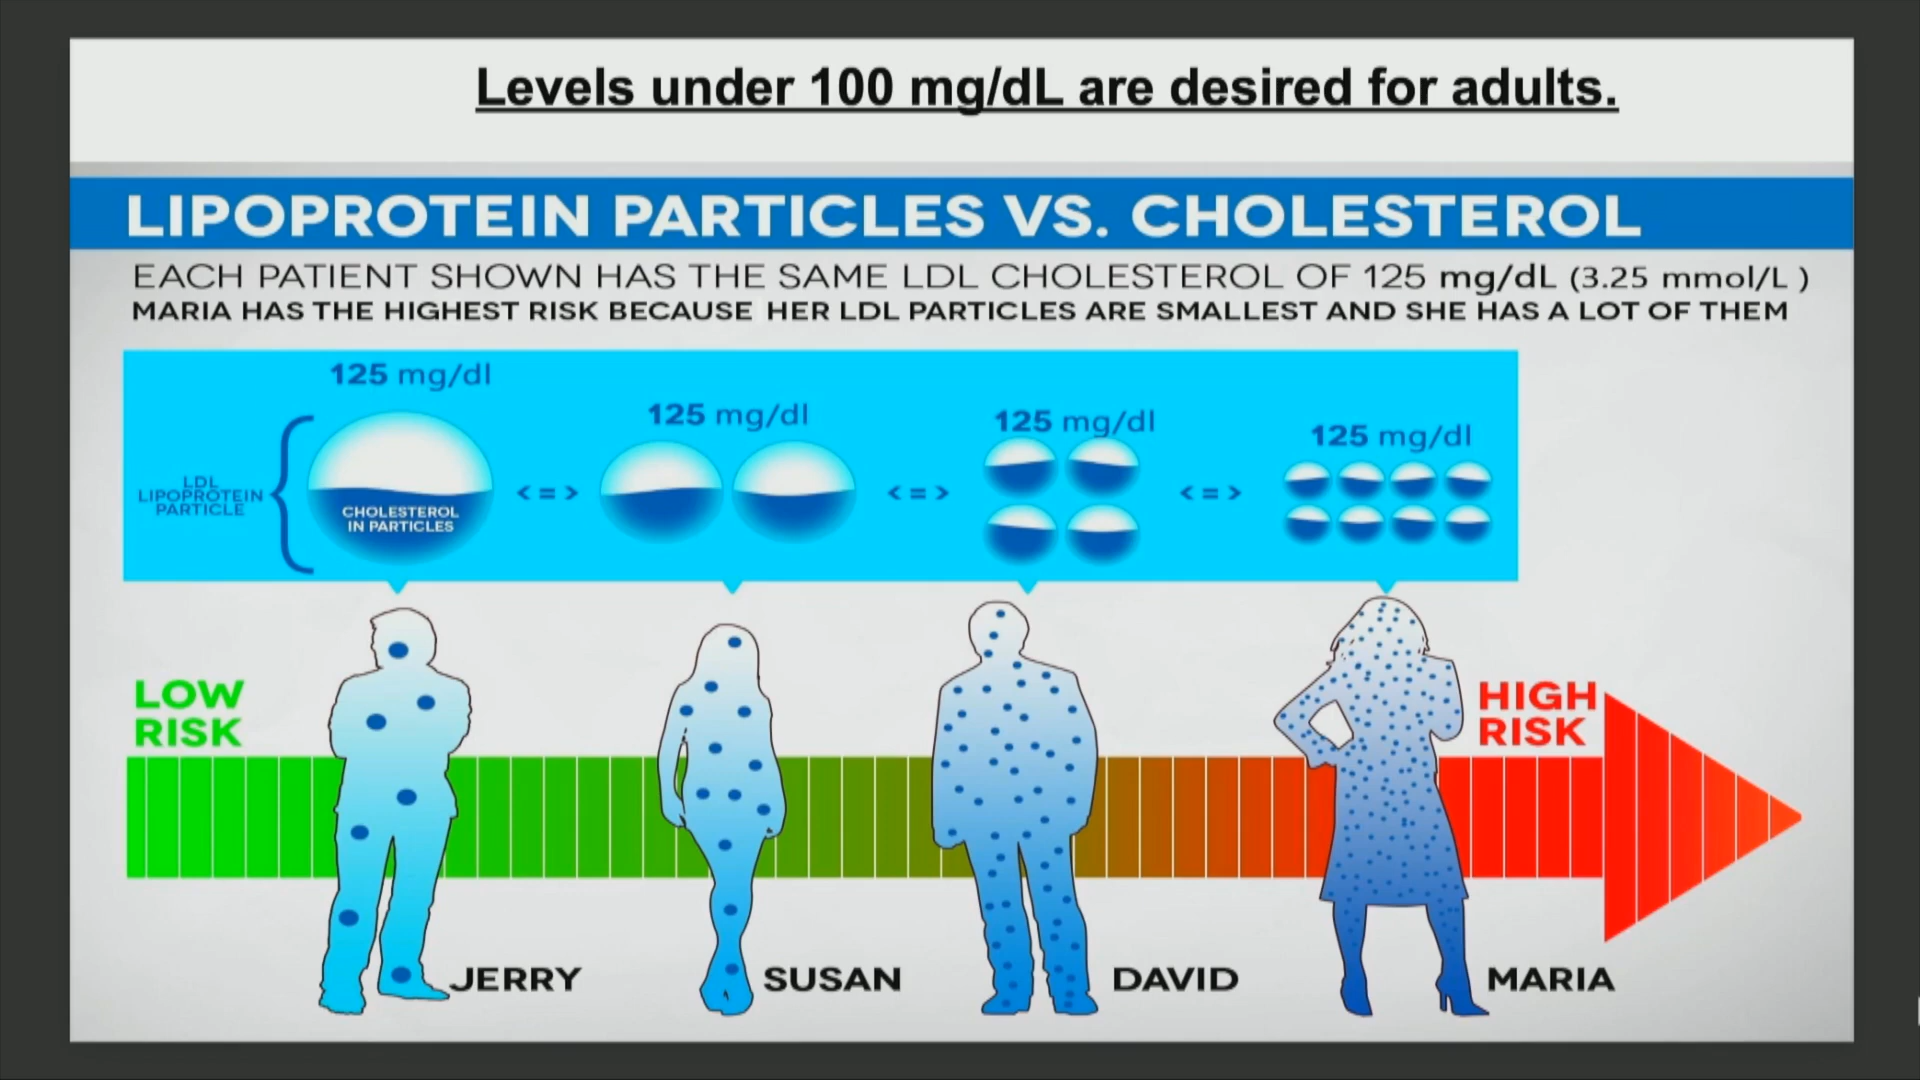 Levels under 100 mg/dL are desired for adults.
LIPOPROTEIN PARTICLES VS. CHOLESTEROL
EACH PATIENT SHOWN HAS THE SAME LDL CHOLESTEROL OF 125 mg/dL (3.25 mmol/L )
MARIA HAS THE HIGHEST RISK BECAUSE HER LDL PARTICLES ARE SMALLEST AND SHE HAS A LOT OF THEM
125 mg/dl
125 mg/dl
125 mg/dl
125 mg/dl
LDL
LIPOPROTEIN
PARTICLE
CHOLESTEROL
IN PARTICLES
< = >
< = >
< = >
LOW
RISK
HIGH
RISK
JERRY
SUSAN
DAVID
MARIA